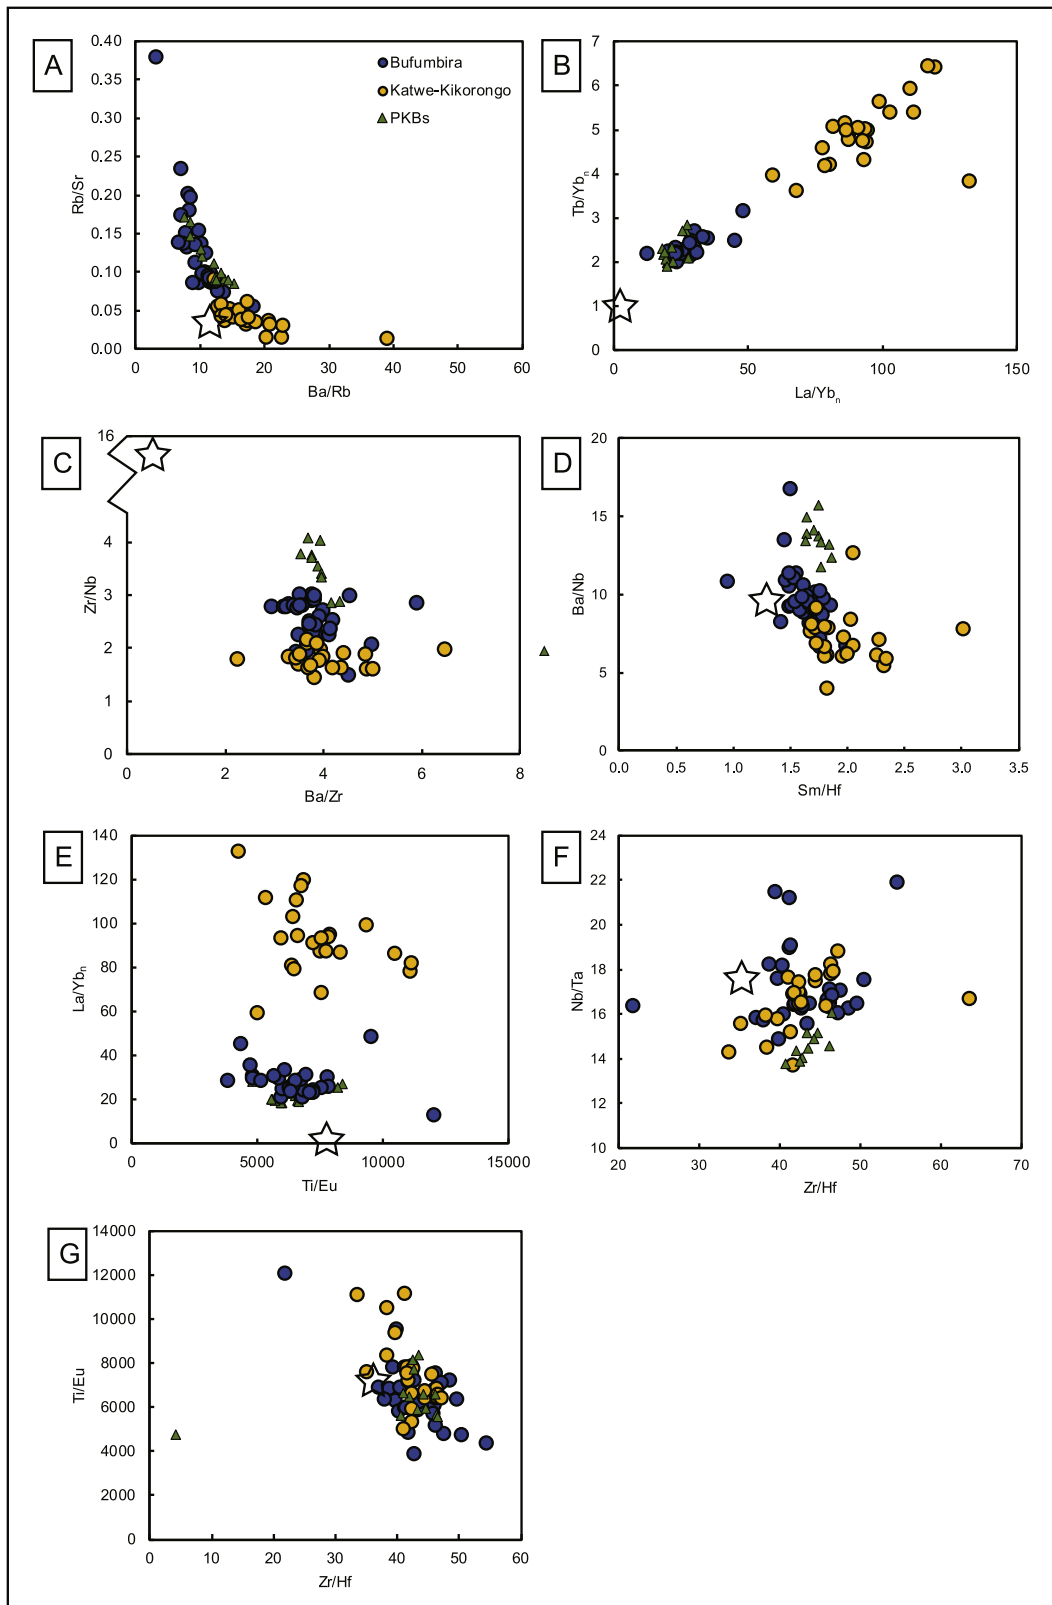 A
0.40
0.35
0.30
0.25
0.20
0.15
0.10
0.05
0.00
Rb/Sr
0 10 20 30 40 50 60
Ba/Rb
Bufumbira
Katwe-Kikorongo
PKBs
B
7
6
5
4
3
2
1
0
Tb/Ybn
0 50 100 150
La/Ybn
C
16
4
3
2
1
0
Zr/Nb
0 2 4 6 8
Ba/Zr
D
20
15
10
5
0
Ba/Nb
0.0 0.5 1.0 1.5 2.0 2.5 3.0 3.5
Sm/Hf
E
140
120
100
80
60
40
20
0
La/Ybn
0 5000 10000 15000
Ti/Eu
F
24
22
20
18
16
14
12
10
Nb/Ta
20 30 40 50 60 70
Zr/Hf
G
14000
12000
10000
8000
6000
4000
2000
0
Ti/Eu
0 10 20 30 40 50 60
Zr/Hf